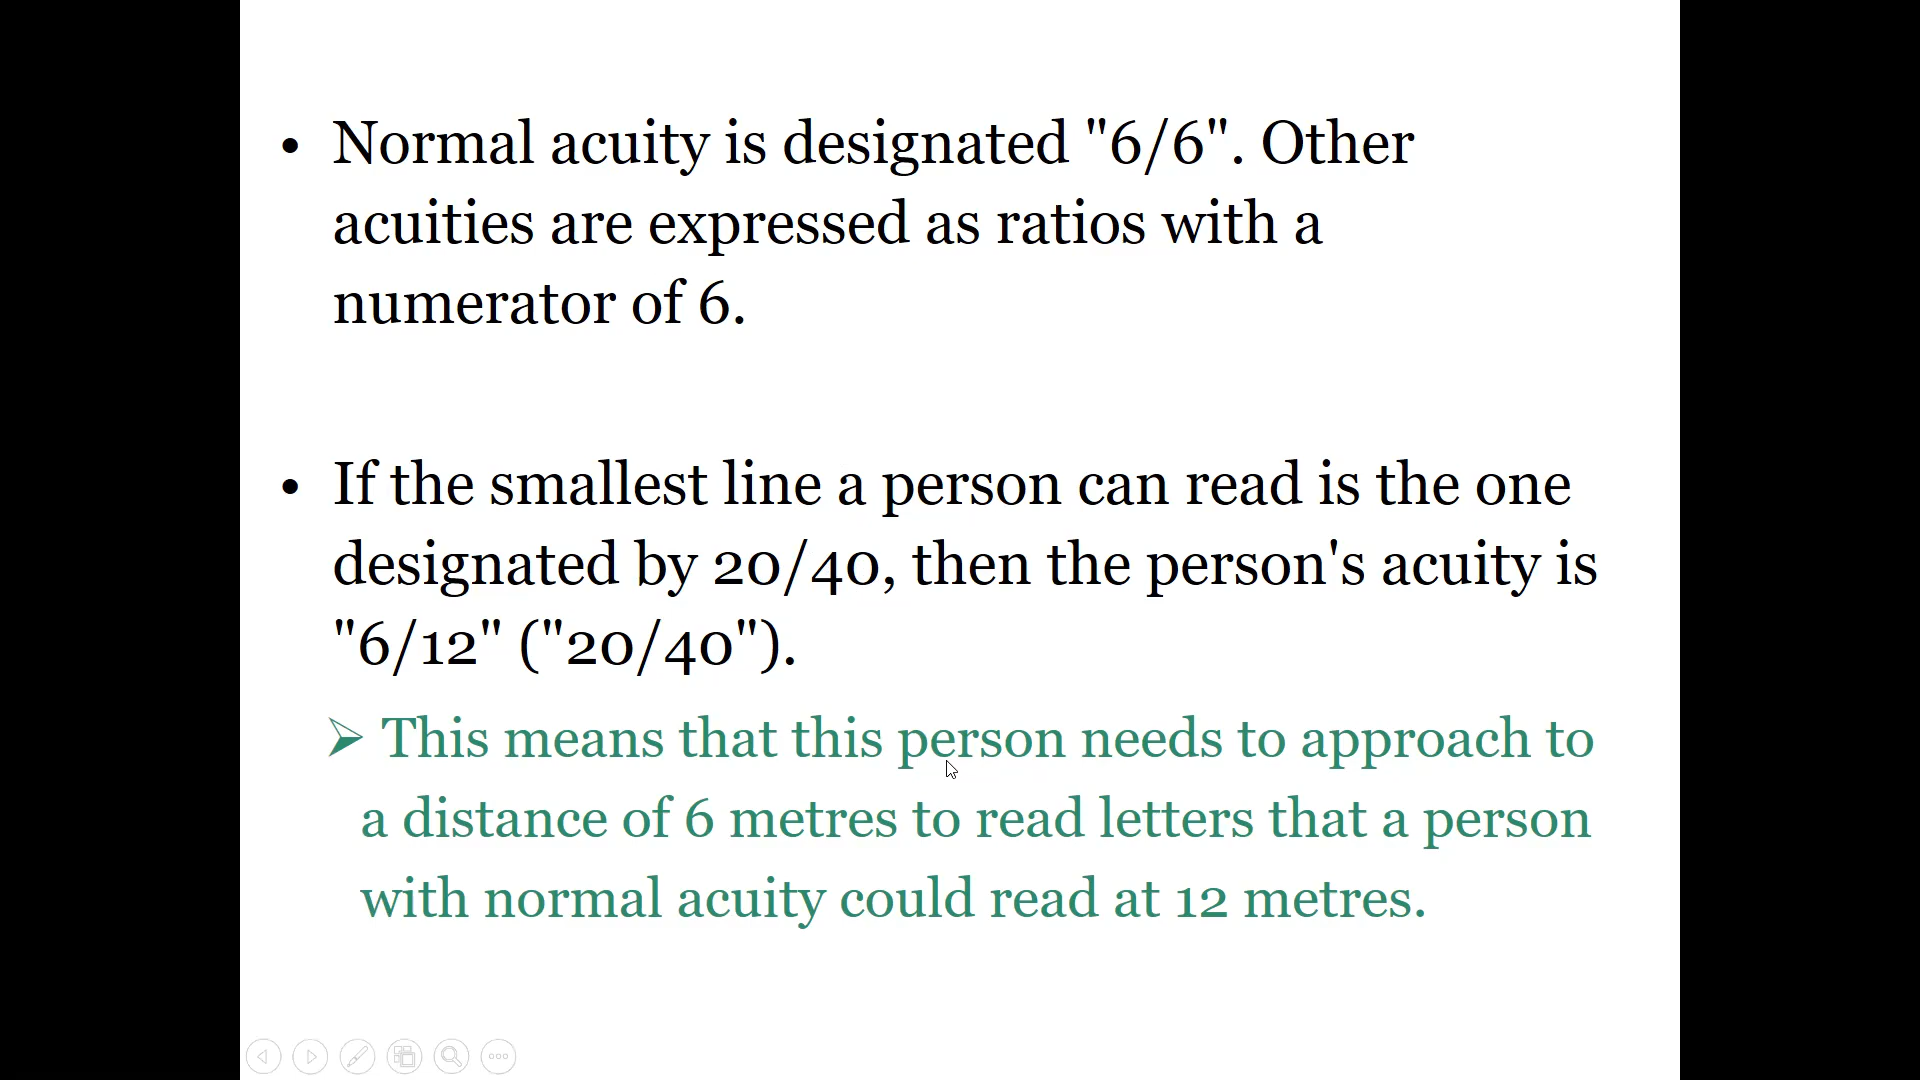 • Normal acuity is designated "6/6". Other
acuities are expressed as ratios with a
numerator of 6.
• If the smallest line a person can read is the one
designated by 20/40, then the person's acuity is
"6/12" ("20/40").
➢ This means that this person needs to approach to
a distance of 6 metres to read letters that a person
with normal acuity could read at 12 metres.